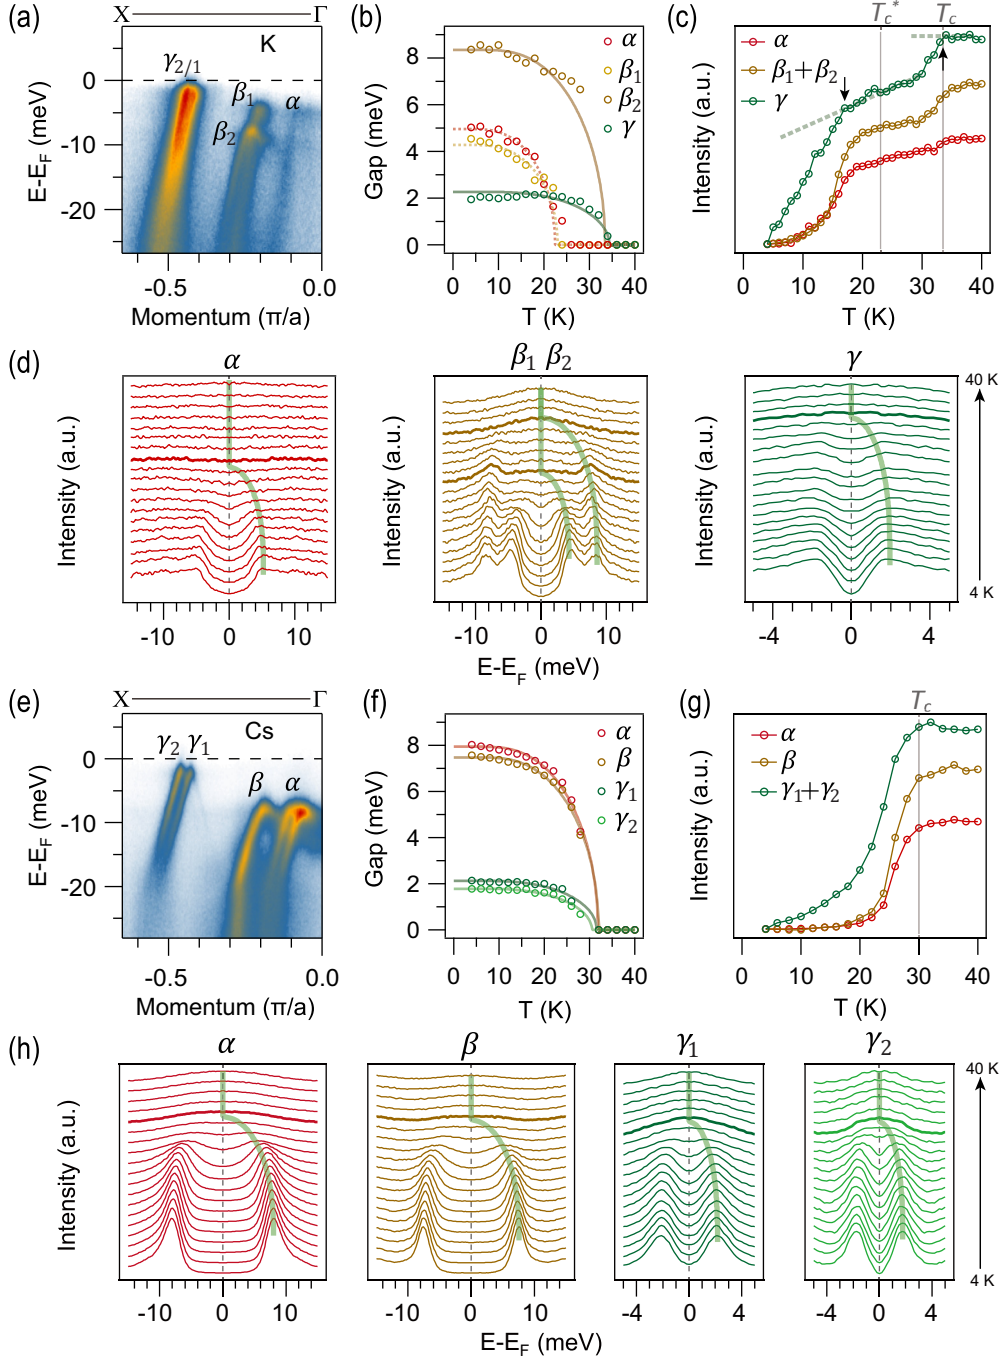 (a)
X Γ
K
γ2/1
β1
β2
α
E-EF (meV)
0
-10
-20
-0.5
0.0
Momentum (π/a)
(b)
α
β1
β2
γ
Gap (meV)
8
6
4
2
0
0 10 20 30 40
T (K)
(c)
Tc* Tc
α
β1+β2
γ
Intensity (a.u.)
0 10 20 30 40
T (K)
(d)
α
Intensity (a.u.)
-10 0 10
β1 β2
Intensity (a.u.)
-10 0 10
E-EF (meV)
γ
Intensity (a.u.)
-4 0 4
40 K
4 K
(e)
X Γ
Cs
γ2 γ1
β α
E-EF (meV)
0
-10
-20
-0.5
0.0
Momentum (π/a)
(f)
α
β
γ1
γ2
Gap (meV)
8
6
4
2
0
0 10 20 30 40
T (K)
(g)
Tc
α
β
γ1+γ2
Intensity (a.u.)
0 10 20 30 40
T (K)
(h)
α
β
γ1
γ2
Intensity (a.u.)
40 K
4 K
-10 0 10
-10 0 10
-4 0 4
-4 0 4
E-EF (meV)